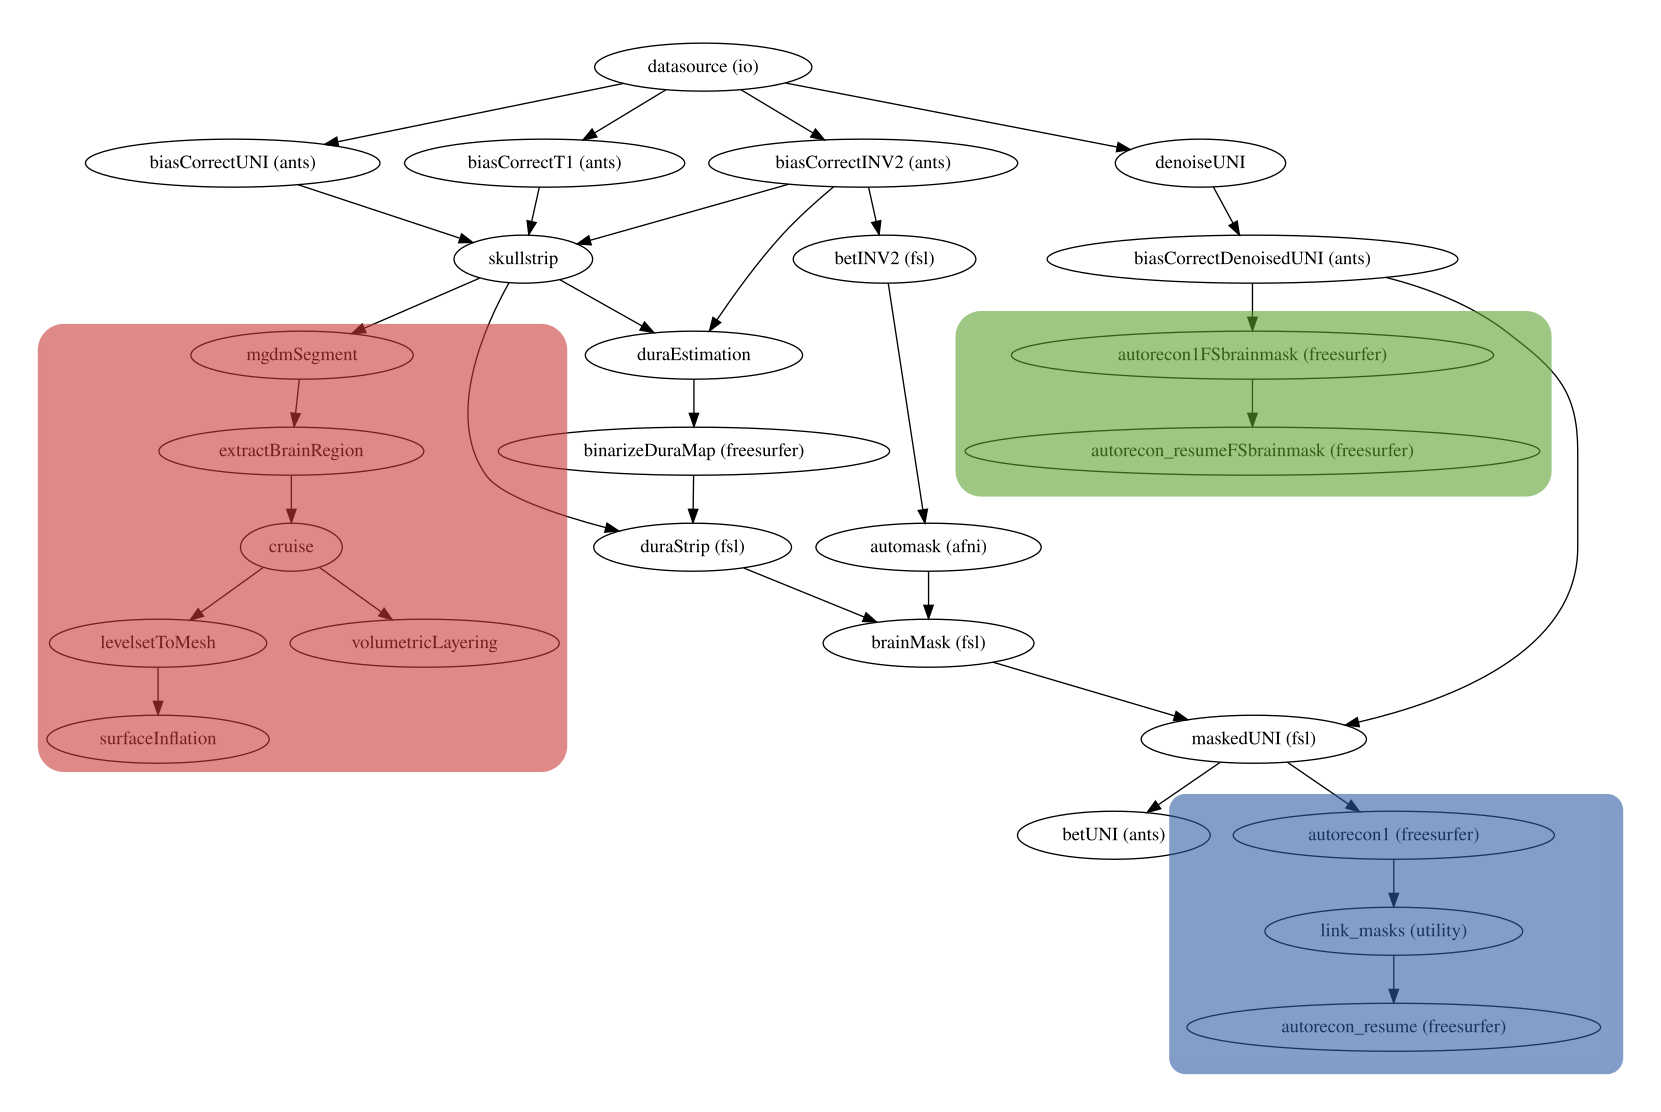 datasource (io)
biasCorrectUNI (ants)
biasCorrectT1 (ants)
biasCorrectINV2 (ants)
denoiseUNI
skullstrip
betINV2 (fsl)
biasCorrectDenoisedUNI (ants)
mgdmSegment
duraEstimation
autorecon1FSbrainmask (freesurfer)
extractBrainRegion
binarizeDuraMap (freesurfer)
autorecon_resumeFSbrainmask (freesurfer)
cruise
duraStrip (fsl)
automask (afni)
levelsetToMesh
volumetricLayering
brainMask (fsl)
surfaceInflation
maskedUNI (fsl)
betUNI (ants)
autorecon1 (freesurfer)
link_masks (utility)
autorecon_resume (freesurfer)